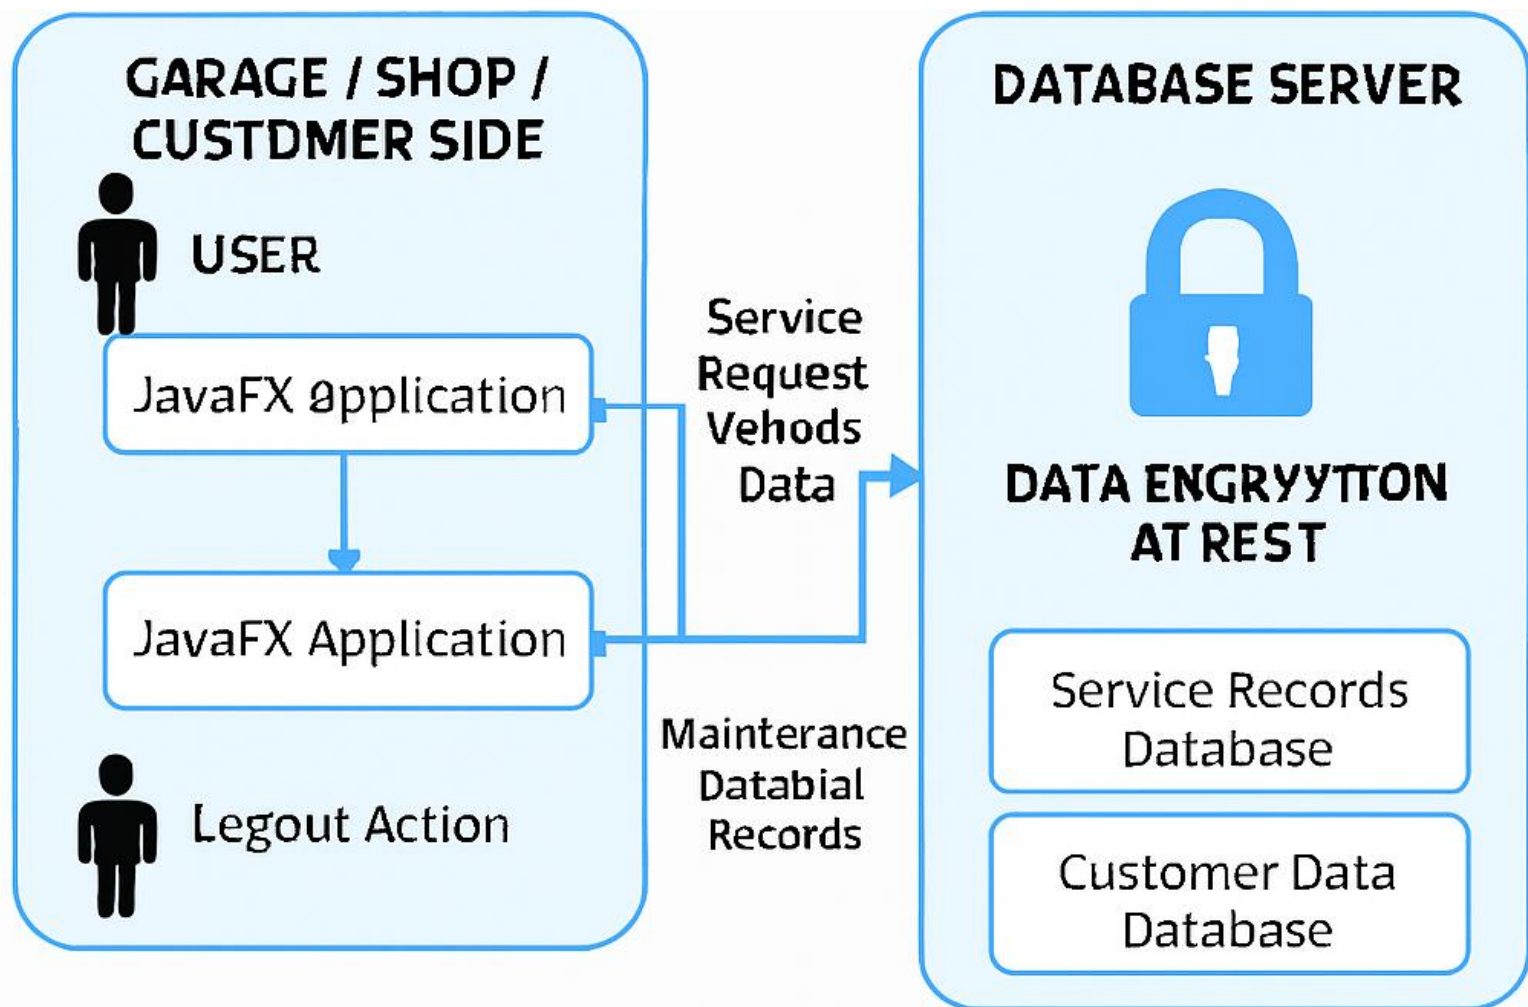 GARAGE / SHOP /
CUSTDMER SIDE
USER
JavaFX application
JavaFX Application
Legout Action
Service
Request
Vehods
Data
Mainterance
Databial
Records
DATABASE SERVER
DATA ENGRYYTTON
AT REST
Service Records
Database
Customer Data
Database